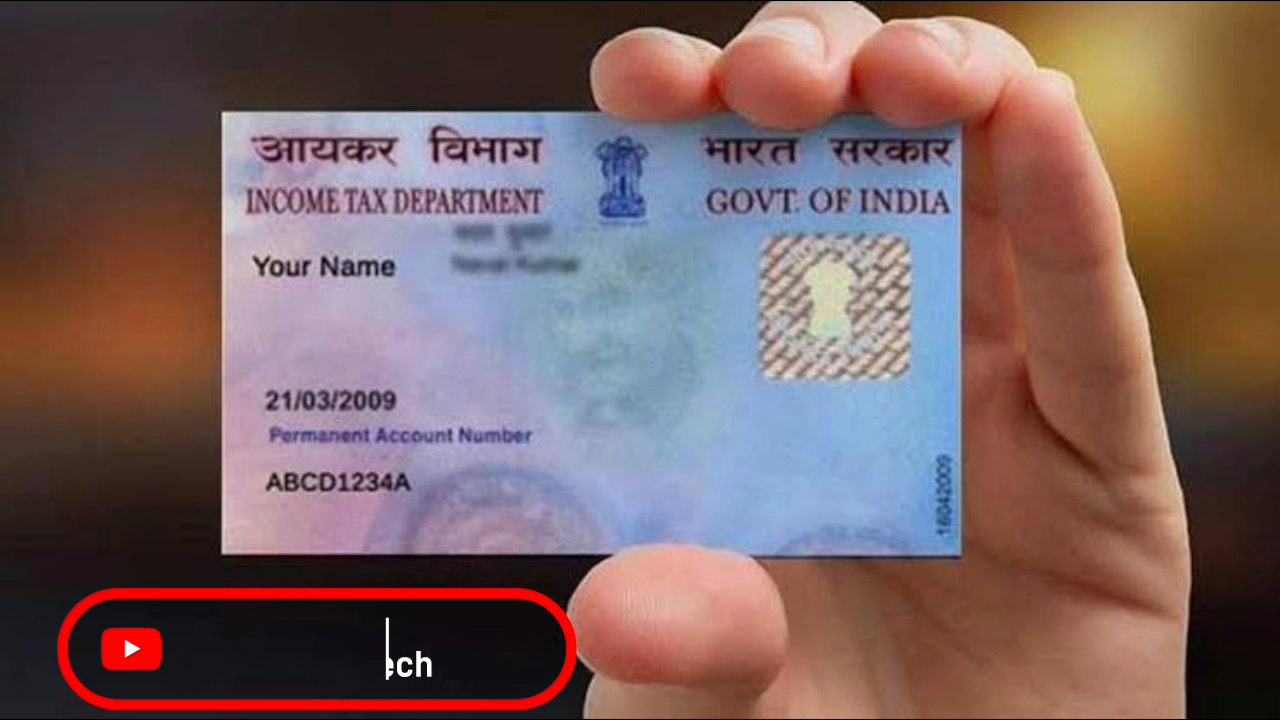 आयकर विभाग
INCOME TAX DEPARTMENT
भारत सरकार
GOVT. OF INDIA
Your Name
21/03/2009
Permanent Account Number
ABCD1234A
16042009
ech